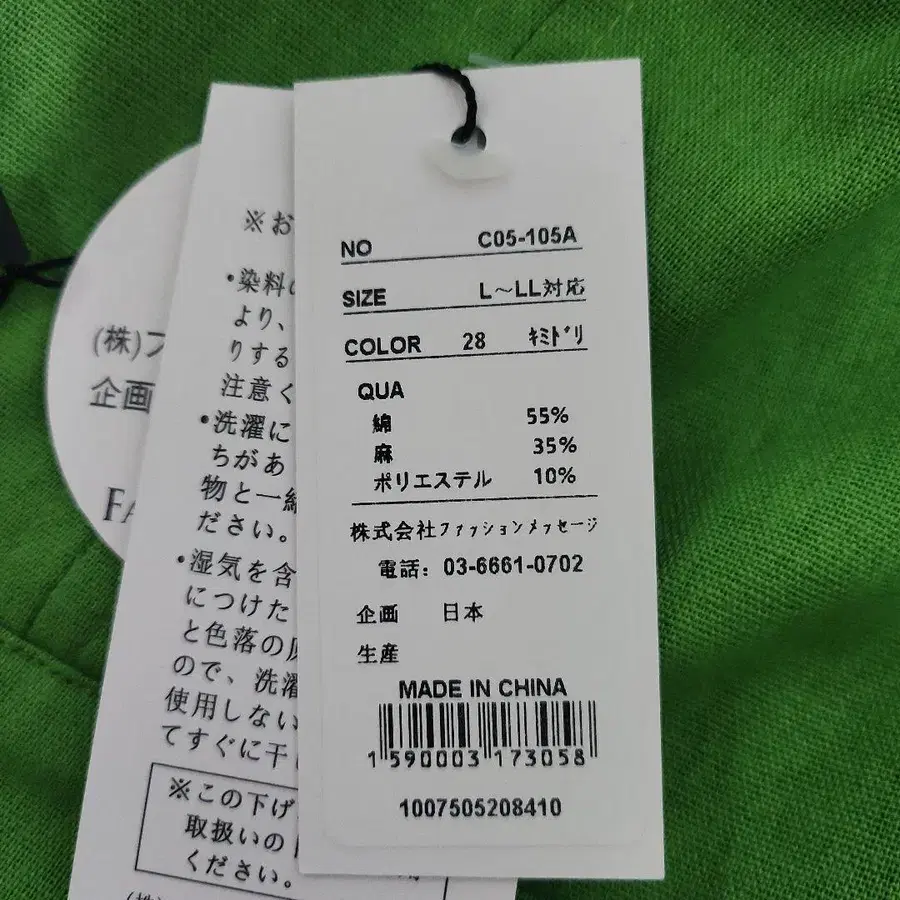 NO C05-105A
SIZE L～LL対応
COLOR 28 ｷﾐﾄﾞﾘ
QUA
綿 55%
麻 35%
ポリエステル 10%
株式会社ファッションメッセージ
電話: 03-6661-0702
企画 日本
生産
MADE IN CHINA
1590003173058
1007505208410
※お
・染料
より、
りする
注意く
・洗濯に
ちがあ
物と一緒
ださい。
・湿気を含
につけた
と色落の原
ので、洗濯
使用しない
てすぐに干
※この下げ
取扱いの
ください。
(株)
(株)フ
企画
FA